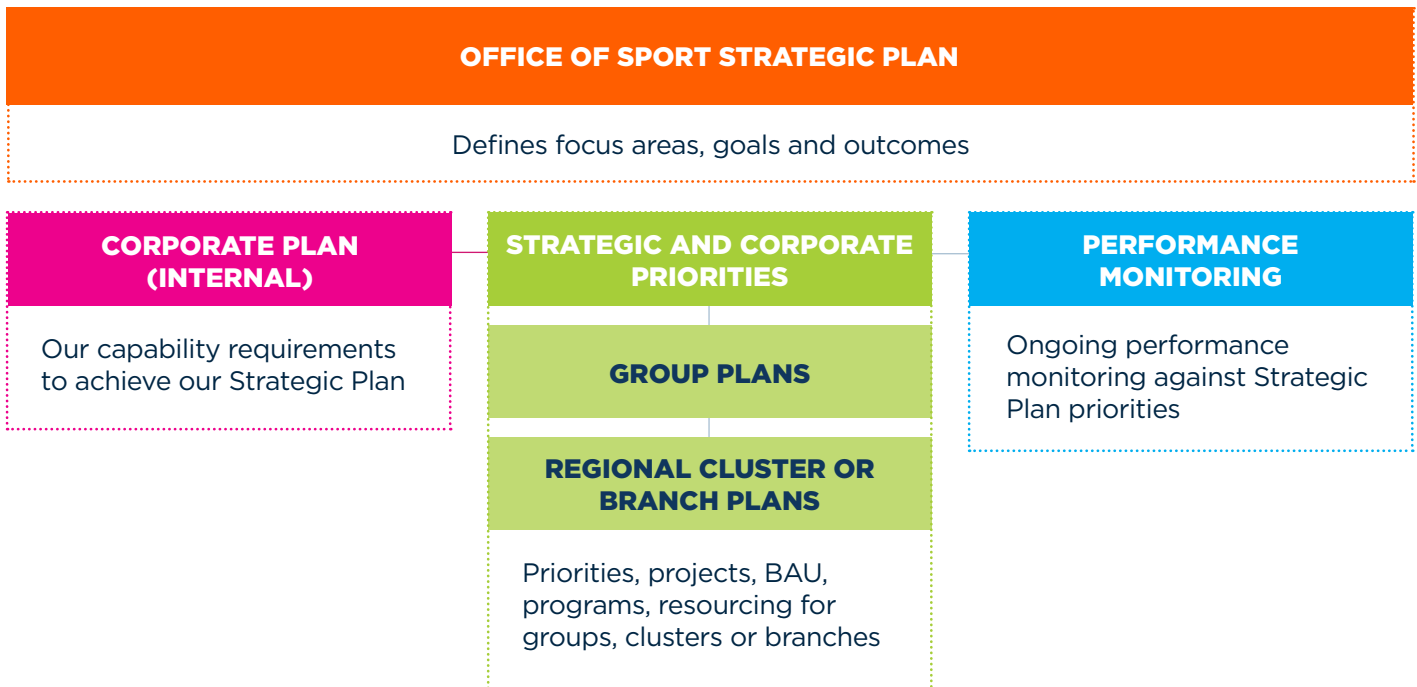 OFFICE OF SPORT STRATEGIC PLAN
Defines focus areas, goals and outcomes
CORPORATE PLAN
(INTERNAL)
Our capability requirements
to achieve our Strategic Plan
STRATEGIC AND CORPORATE
PRIORITIES
GROUP PLANS
REGIONAL CLUSTER OR
BRANCH PLANS
Priorities, projects, BAU,
programs, resourcing for
groups, clusters or branches
PERFORMANCE
MONITORING
Ongoing performance
monitoring against Strategic
Plan priorities